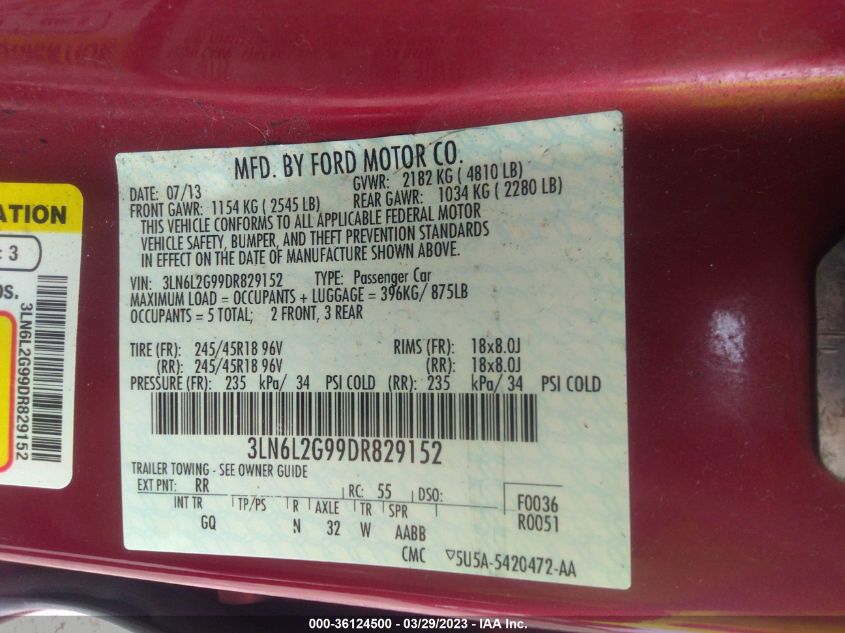 MFD. BY FORD MOTOR CO.
DATE: 07/13 GVWR: 2182 KG ( 4810 LB)
FRONT GAWR: 1154 KG ( 2545 LB) REAR GAWR: 1034 KG ( 2280 LB)
THIS VEHICLE CONFORMS TO ALL APPLICABLE FEDERAL MOTOR
VEHICLE SAFETY, BUMPER, AND THEFT PREVENTION STANDARDS
IN EFFECT ON THE DATE OF MANUFACTURE SHOWN ABOVE.
VIN: 3LN6L2G99DR829152 TYPE: Passenger Car
MAXIMUM LOAD = OCCUPANTS + LUGGAGE = 396KG/ 875LB
OCCUPANTS = 5 TOTAL; 2 FRONT, 3 REAR
TIRE (FR): 245/45R18 96V RIMS (FR): 18x8.0J
(RR): 245/45R18 96V (RR): 18x8.0J
PRESSURE (FR): 235 kPa/ 34 PSI COLD (RR): 235 kPa/ 34 PSI COLD
3LN6L2G99DR829152
TRAILER TOWING - SEE OWNER GUIDE
EXT PNT: RR RC: 55 DSO: F0036
INT TR TP/PS R AXLE TR SPR R0051
GQ N 32 W AABB
CMC ▽5U5A-5420472-AA
ATION
: 3
os.
3LN6L2G99DR829152
000-36124500 - 03/29/2023 - IAA Inc.